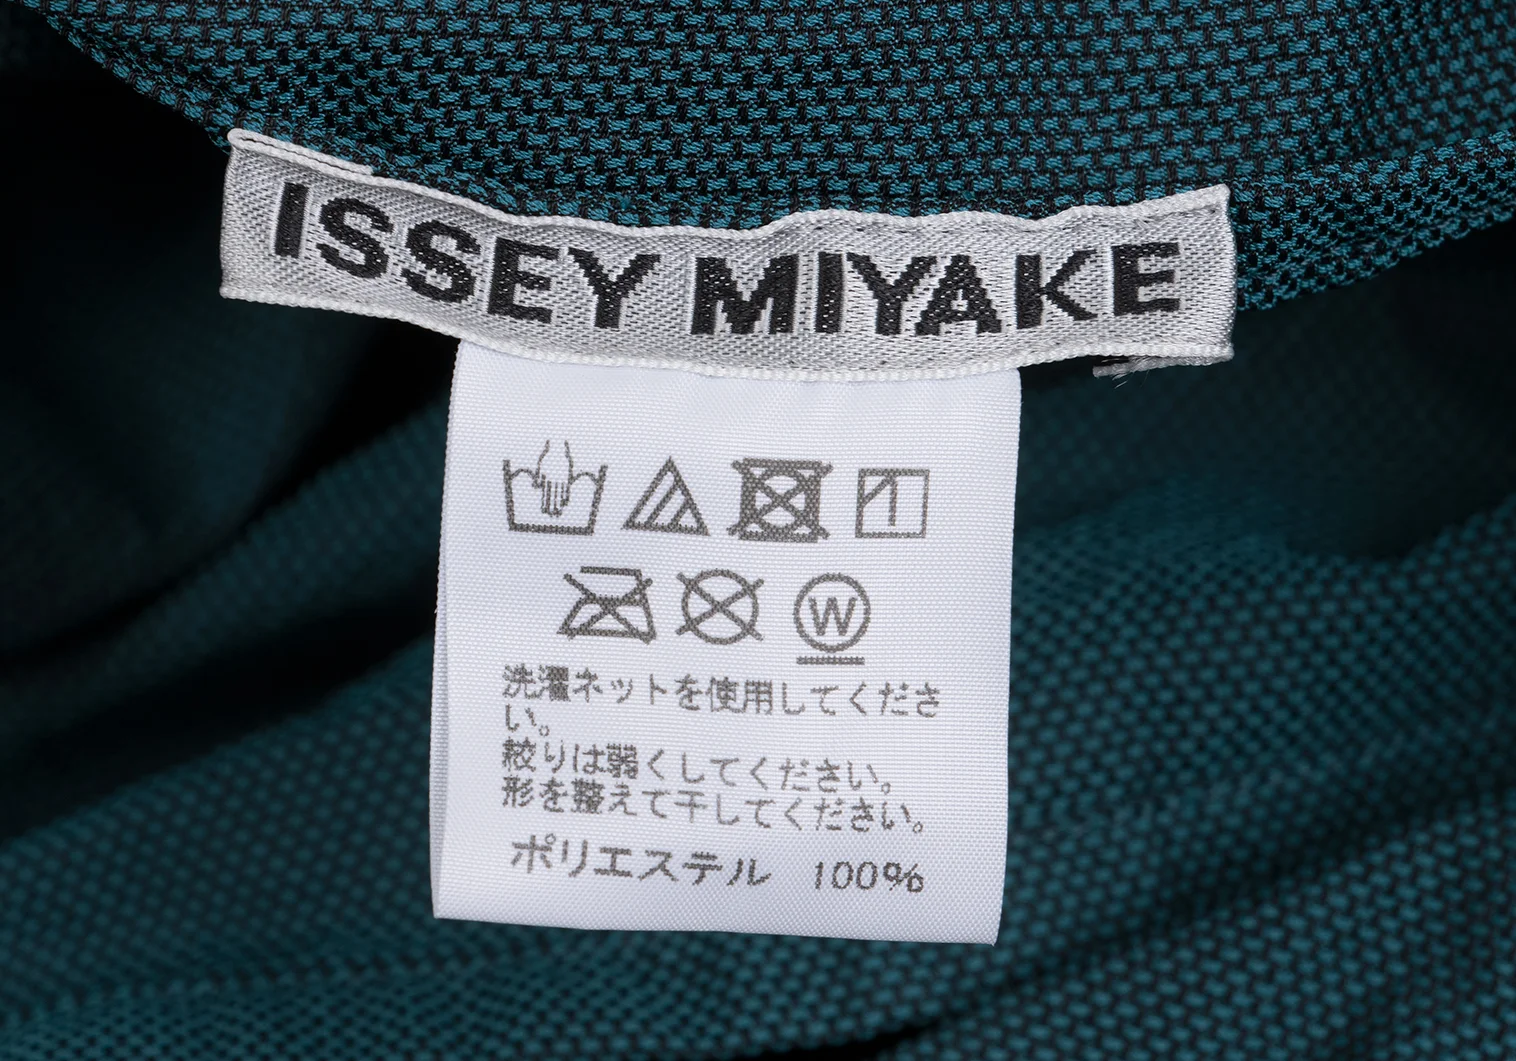 ISSEY MIYAKE
W
洗濯ネットを使用してくださ
い。
絞りは弱くしてください。
形を整えて干してください。
ポリエステル 100%